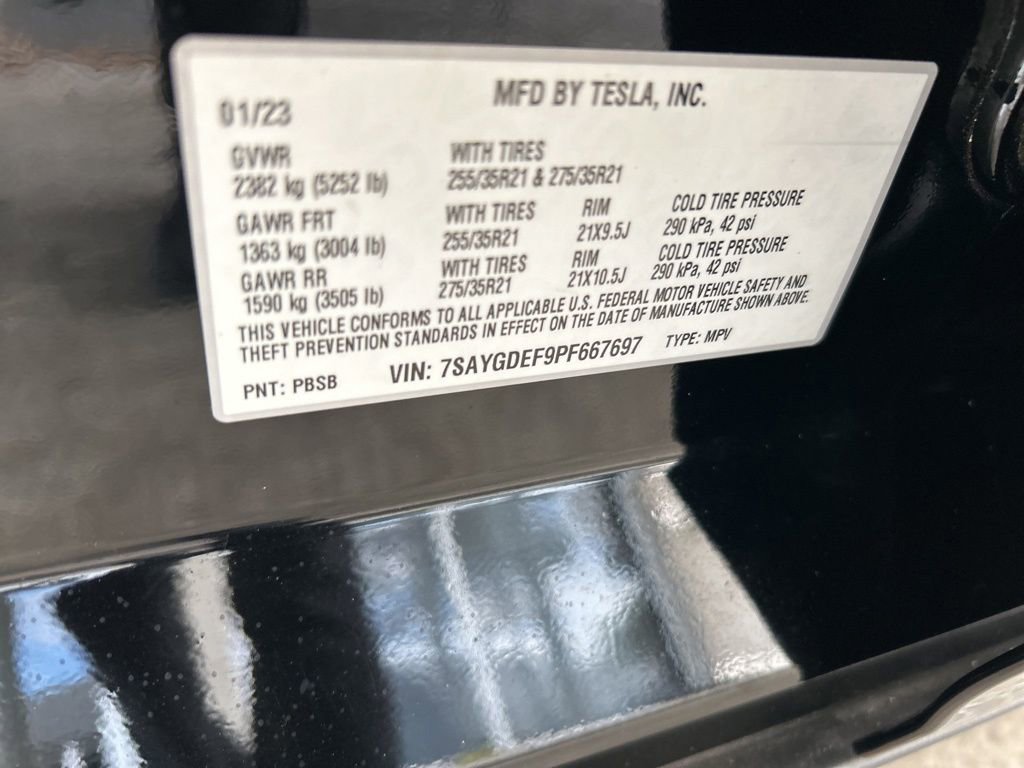 01/23 MFD BY TESLA, INC.
GVWR WITH TIRES
2382 kg (5252 lb) 255/35R21 & 275/35R21
GAWR FRT WITH TIRES RIM COLD TIRE PRESSURE
1363 kg (3004 lb) 255/35R21 21X9.5J 290 kPa, 42 psi
GAWR RR WITH TIRES RIM COLD TIRE PRESSURE
1590 kg (3505 lb) 275/35R21 21X10.5J 290 kPa, 42 psi
THIS VEHICLE CONFORMS TO ALL APPLICABLE U.S. FEDERAL MOTOR VEHICLE SAFETY AND
THEFT PREVENTION STANDARDS IN EFFECT ON THE DATE OF MANUFACTURE SHOWN ABOVE.
PNT: PBSB VIN: 7SAYGDEF9PF667697 TYPE: MPV